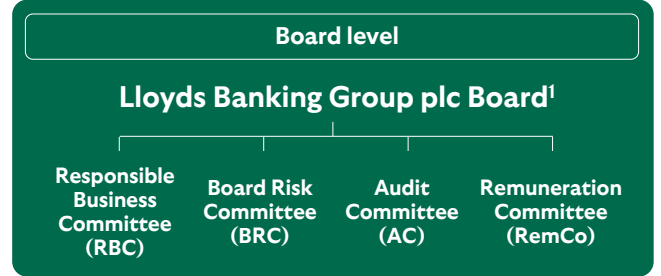 Board level
Lloyds Banking Group plc Board¹
Responsible
Business
Committee
(RBC)
Board Risk
Committee
(BRC)
Audit
Committee
(AC)
Remuneration
Committee
(RemCo)